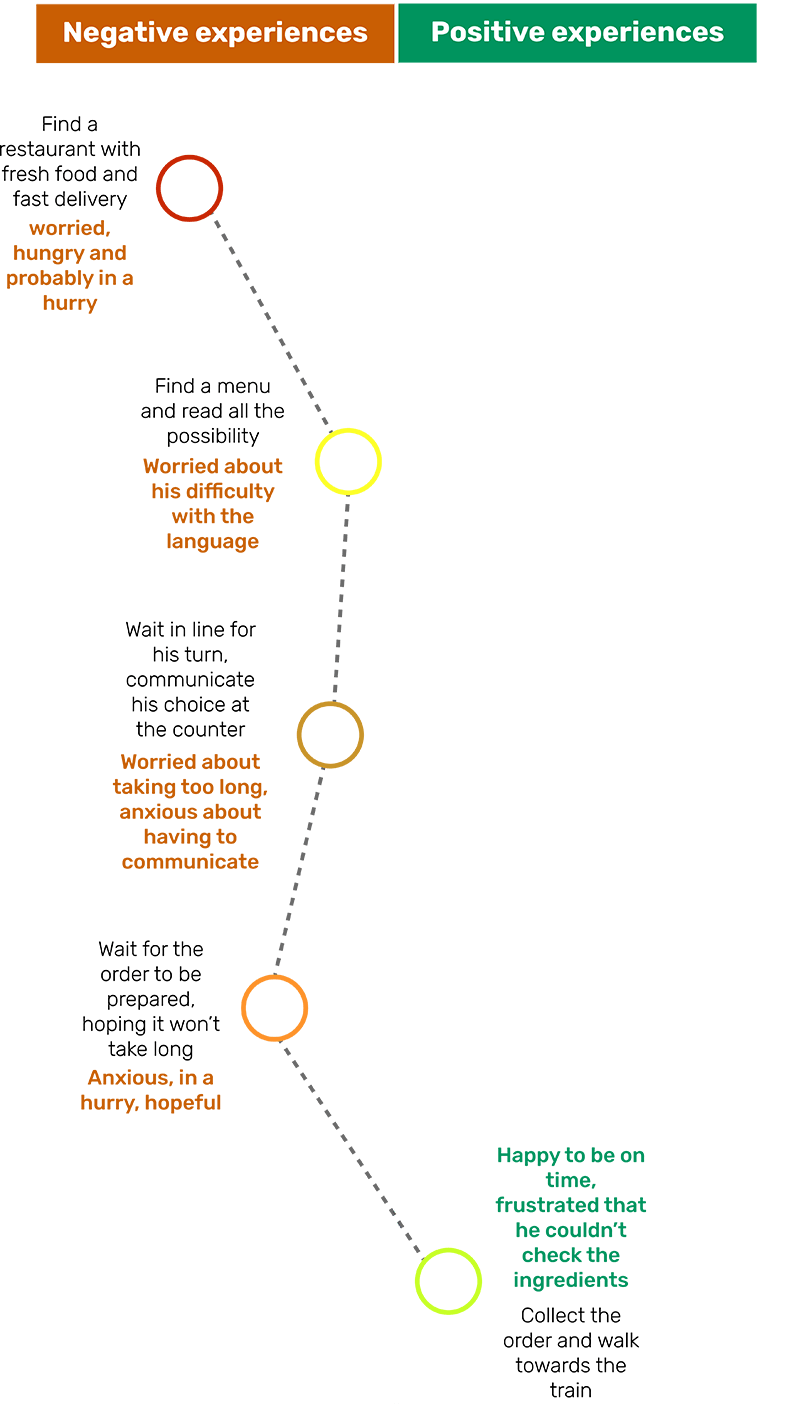 Negative experiences
Positive experiences
Find a
restaurant with
fresh food and
fast delivery
worried,
hungry and
probably in a
hurry
Find a menu
and read all the
possibility
Worried about
his difficulty
with the
language
Wait in line for
his turn,
communicate
his choice at
the counter
Worried about
taking too long,
anxious about
having to
communicate
Wait for the
order to be
prepared,
hoping it won’t
take long
Anxious, in a
hurry, hopeful
Happy to be on
time,
frustrated that
he couldn’t
check the
ingredients
Collect the
order and walk
towards the
train